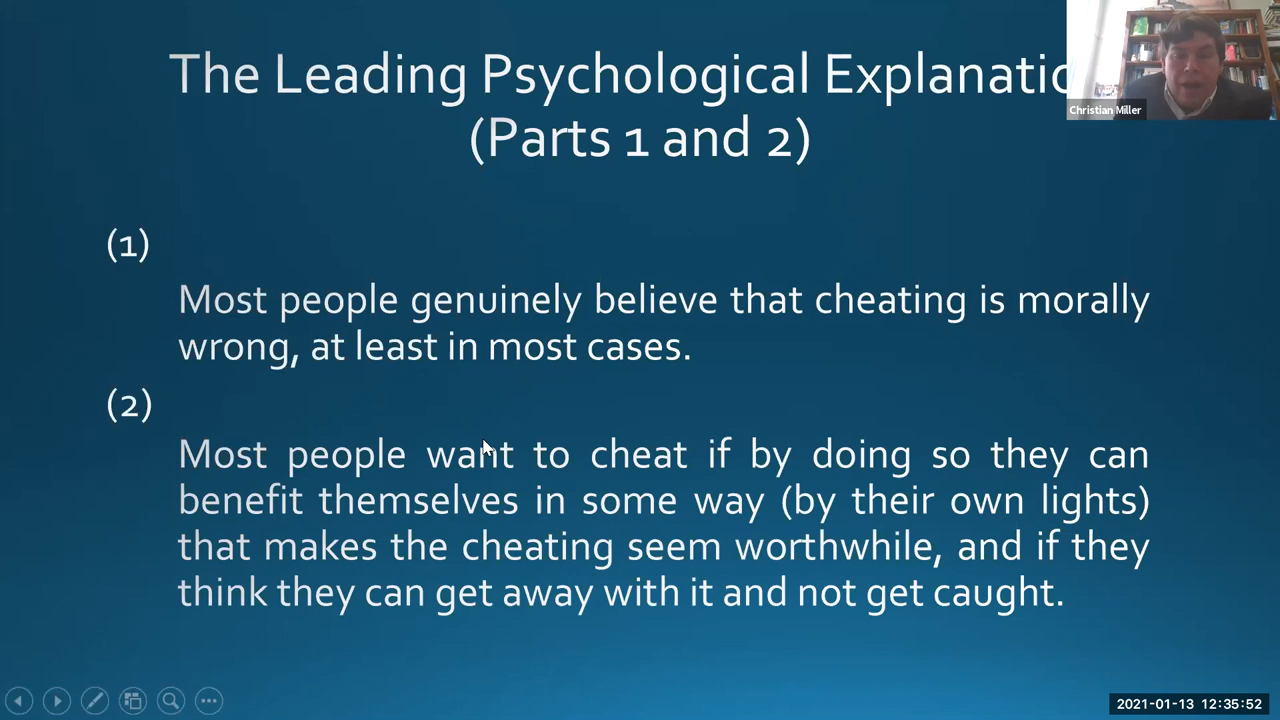 The Leading Psychological Explanatio
(Parts 1 and 2)
Christian Miller
(1)
Most people genuinely believe that cheating is morally
wrong, at least in most cases.
(2)
Most people want to cheat if by doing so they can
benefit themselves in some way (by their own lights)
that makes the cheating seem worthwhile, and if they
think they can get away with it and not get caught.
2021-01-13 12:35:52